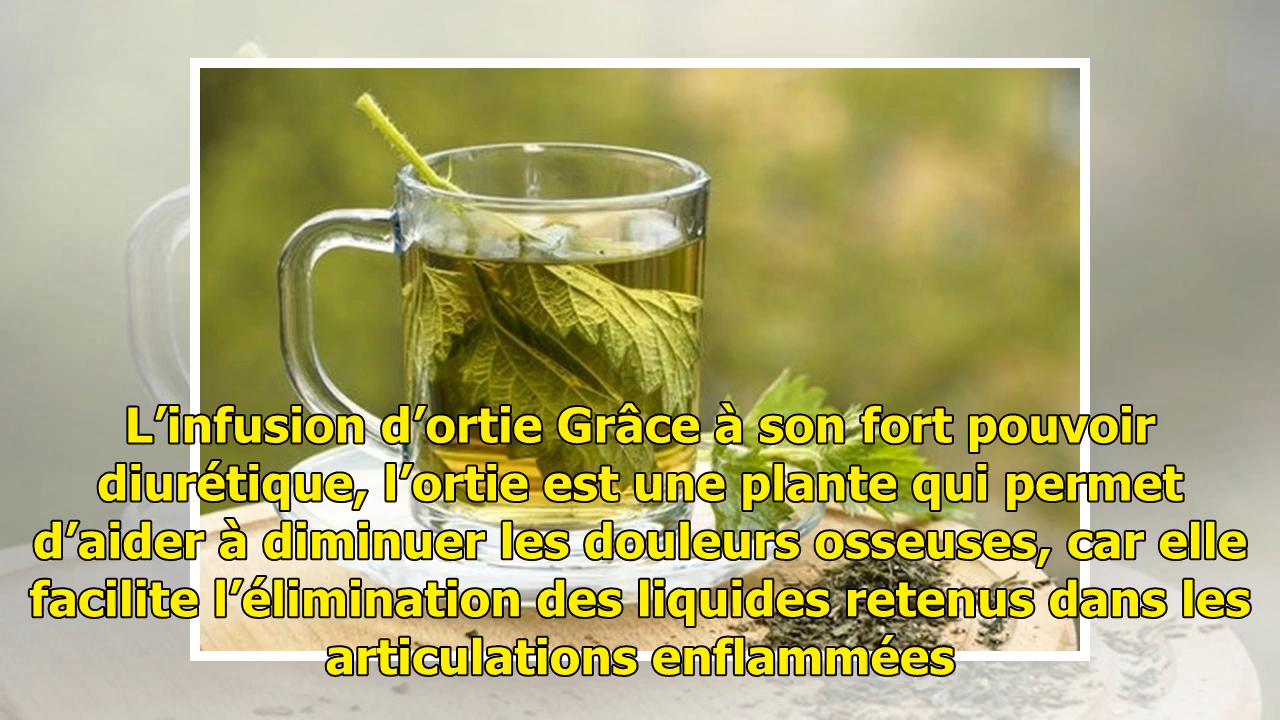 L’infusion d’ortie Grâce à son fort pouvoir
diurétique, l’ortie est une plante qui permet
d’aider à diminuer les douleurs osseuses, car elle
facilite l’élimination des liquides retenus dans les
articulations enflammées